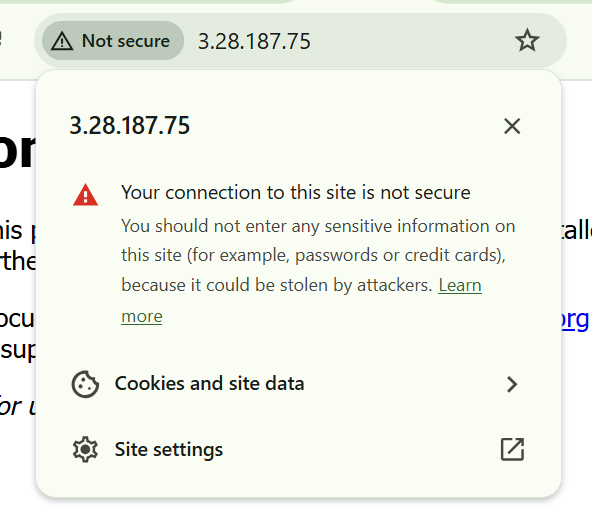 Not secure
3.28.187.75
3.28.187.75
Your connection to this site is not secure
You should not enter any sensitive information on
this site (for example, passwords or credit cards),
because it could be stolen by attackers. Learn
more
Cookies and site data
Site settings